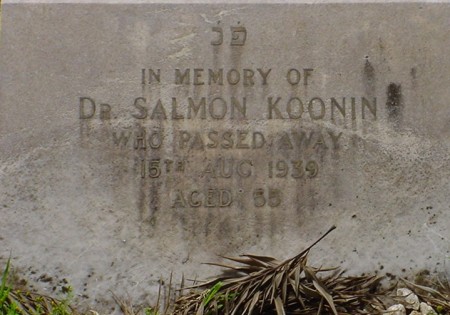 פנ
IN MEMORY OF
DR. SALMON KOONIN
WHO PASSED AWAY
15TH AUG 1939
AGED 65